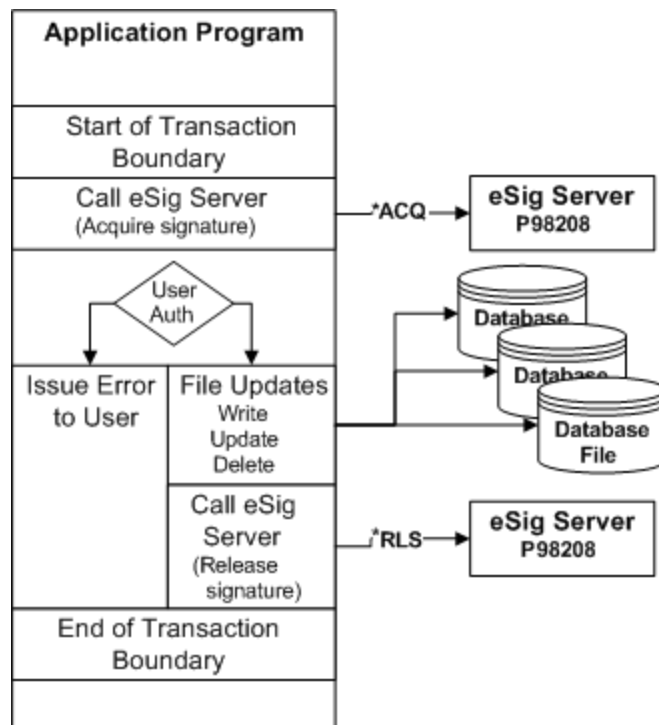 Application Program
Start of Transaction
Boundary
Call eSig Server
(Acquire signature)
*ACQ
eSig Server
P98208
User
Auth
Database
Database
Database
File
Issue Error
to User
File Updates
Write
Update
Delete
Call eSig
Server
(Release
signature)
*RLS
eSig Server
P98208
End of Transaction
Boundary